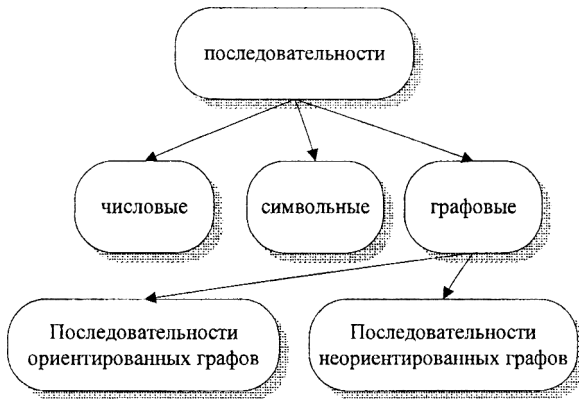 последовательности
числовые
символьные
графовые
Последовательности
ориентированных графов
Последовательности
неориентированных графов